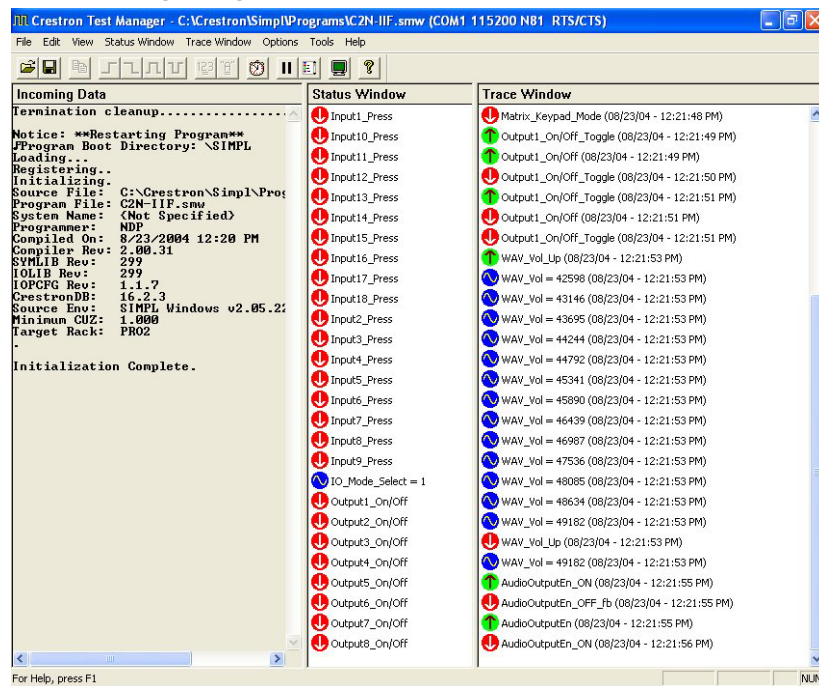 Crestron Test Manager - C:\Crestron\Simpl\Programs\C2N-IIF.smw (COM1 115200 N81 RTS/CTS)
File Edit View Status Window Trace Window Options Tools Help
123
Incoming Data
Termination cleanup................
Notice: **Restarting Program**
Program Boot Directory: \SIMPL
Loading...
Registering..
Initializing.
Source File: C:\Crestron\Simpl\Prog
Program File: C2N-IIF.smw
System Name: <Not Specified>
Programmer: NDP
Compiled On: 8/23/2004 12:20 PM
Compiler Rev: 2.00.31
SYMLIB Rev: 299
IOLIB Rev: 299
IOPCFG Rev: 1.1.7
CrestronDB: 16.2.3
Source Env: SIMPL Windows v2.05.22
Minimum CUZ: 1.000
Target Rack: PRO2
.
Initialization Complete.
Status Window
Input1_Press
Input10_Press
Input11_Press
Input12_Press
Input13_Press
Input14_Press
Input15_Press
Input16_Press
Input17_Press
Input18_Press
Input2_Press
Input3_Press
Input4_Press
Input5_Press
Input6_Press
Input7_Press
Input8_Press
Input9_Press
IO_Mode_Select = 1
Output1_On/Off
Output2_On/Off
Output3_On/Off
Output4_On/Off
Output5_On/Off
Output6_On/Off
Output7_On/Off
Output8_On/Off
Trace Window
Matrix_Keypad_Mode (08/23/04 - 12:21:48 PM)
Output1_On/Off_Toggle (08/23/04 - 12:21:49 PM)
Output1_On/Off (08/23/04 - 12:21:49 PM)
Output1_On/Off_Toggle (08/23/04 - 12:21:50 PM)
Output1_On/Off_Toggle (08/23/04 - 12:21:51 PM)
Output1_On/Off (08/23/04 - 12:21:51 PM)
Output1_On/Off_Toggle (08/23/04 - 12:21:51 PM)
WAV_Vol_Up (08/23/04 - 12:21:53 PM)
WAV_Vol = 42598 (08/23/04 - 12:21:53 PM)
WAV_Vol = 43146 (08/23/04 - 12:21:53 PM)
WAV_Vol = 43695 (08/23/04 - 12:21:53 PM)
WAV_Vol = 44244 (08/23/04 - 12:21:53 PM)
WAV_Vol = 44792 (08/23/04 - 12:21:53 PM)
WAV_Vol = 45341 (08/23/04 - 12:21:53 PM)
WAV_Vol = 45890 (08/23/04 - 12:21:53 PM)
WAV_Vol = 46439 (08/23/04 - 12:21:53 PM)
WAV_Vol = 46987 (08/23/04 - 12:21:53 PM)
WAV_Vol = 47536 (08/23/04 - 12:21:53 PM)
WAV_Vol = 48085 (08/23/04 - 12:21:53 PM)
WAV_Vol = 48634 (08/23/04 - 12:21:53 PM)
WAV_Vol = 49182 (08/23/04 - 12:21:53 PM)
WAV_Vol_Up (08/23/04 - 12:21:53 PM)
WAV_Vol = 49182 (08/23/04 - 12:21:53 PM)
AudioOutputEn_ON (08/23/04 - 12:21:55 PM)
AudioOutputEn_OFF_fb (08/23/04 - 12:21:55 PM)
AudioOutputEn (08/23/04 - 12:21:55 PM)
AudioOutputEn_ON (08/23/04 - 12:21:56 PM)
For Help, press F1
NUM